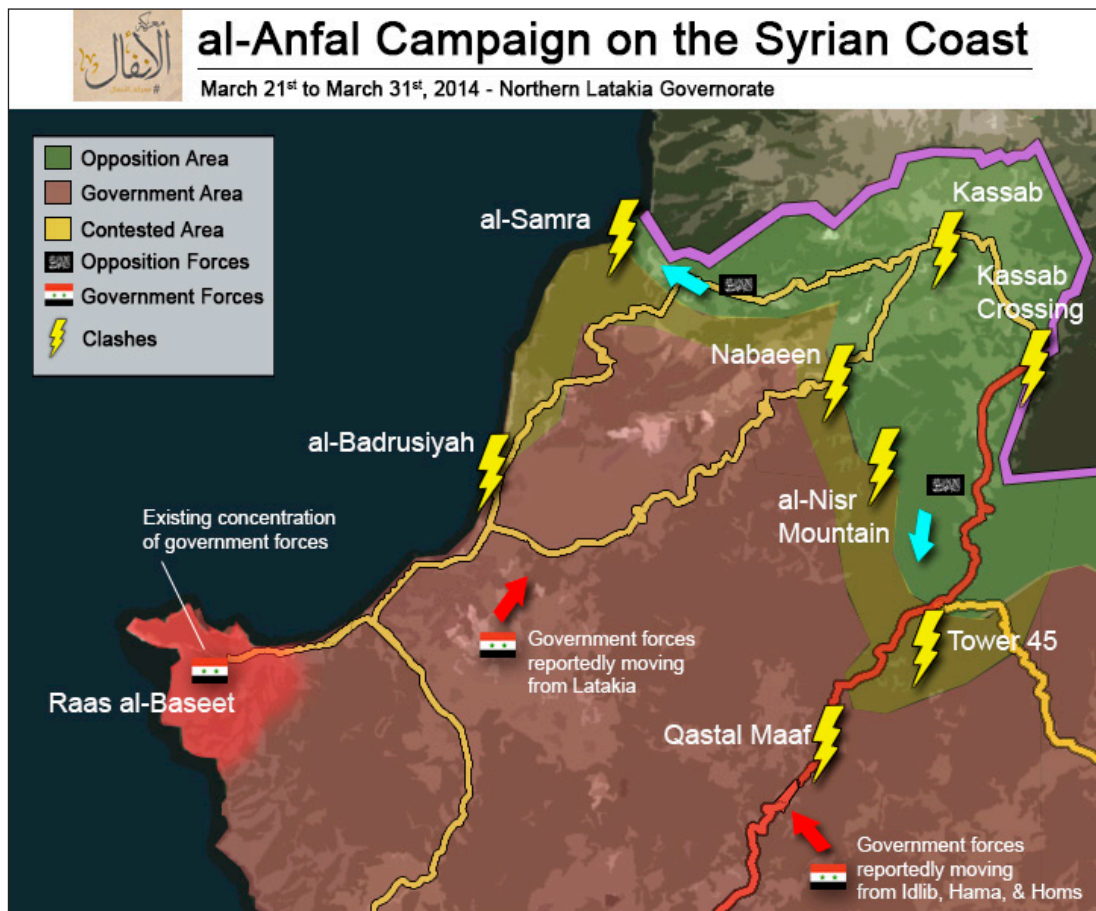 معركة
الأنفال
al-Anfal Campaign on the Syrian Coast
March 21st to March 31st, 2014 - Northern Latakia Governorate
Opposition Area
Government Area
Contested Area
Opposition Forces
Government Forces
Clashes
al-Samra
Kassab
Kassab
Crossing
Nabaeen
al-Badrusiyah
al-Nisr
Mountain
Existing concentration
of government forces
Raas al-Baseet
Government forces
reportedly moving
from Latakia
Tower 45
Qastal Maaf
Government forces
reportedly moving
from Idlib, Hama, & Homs